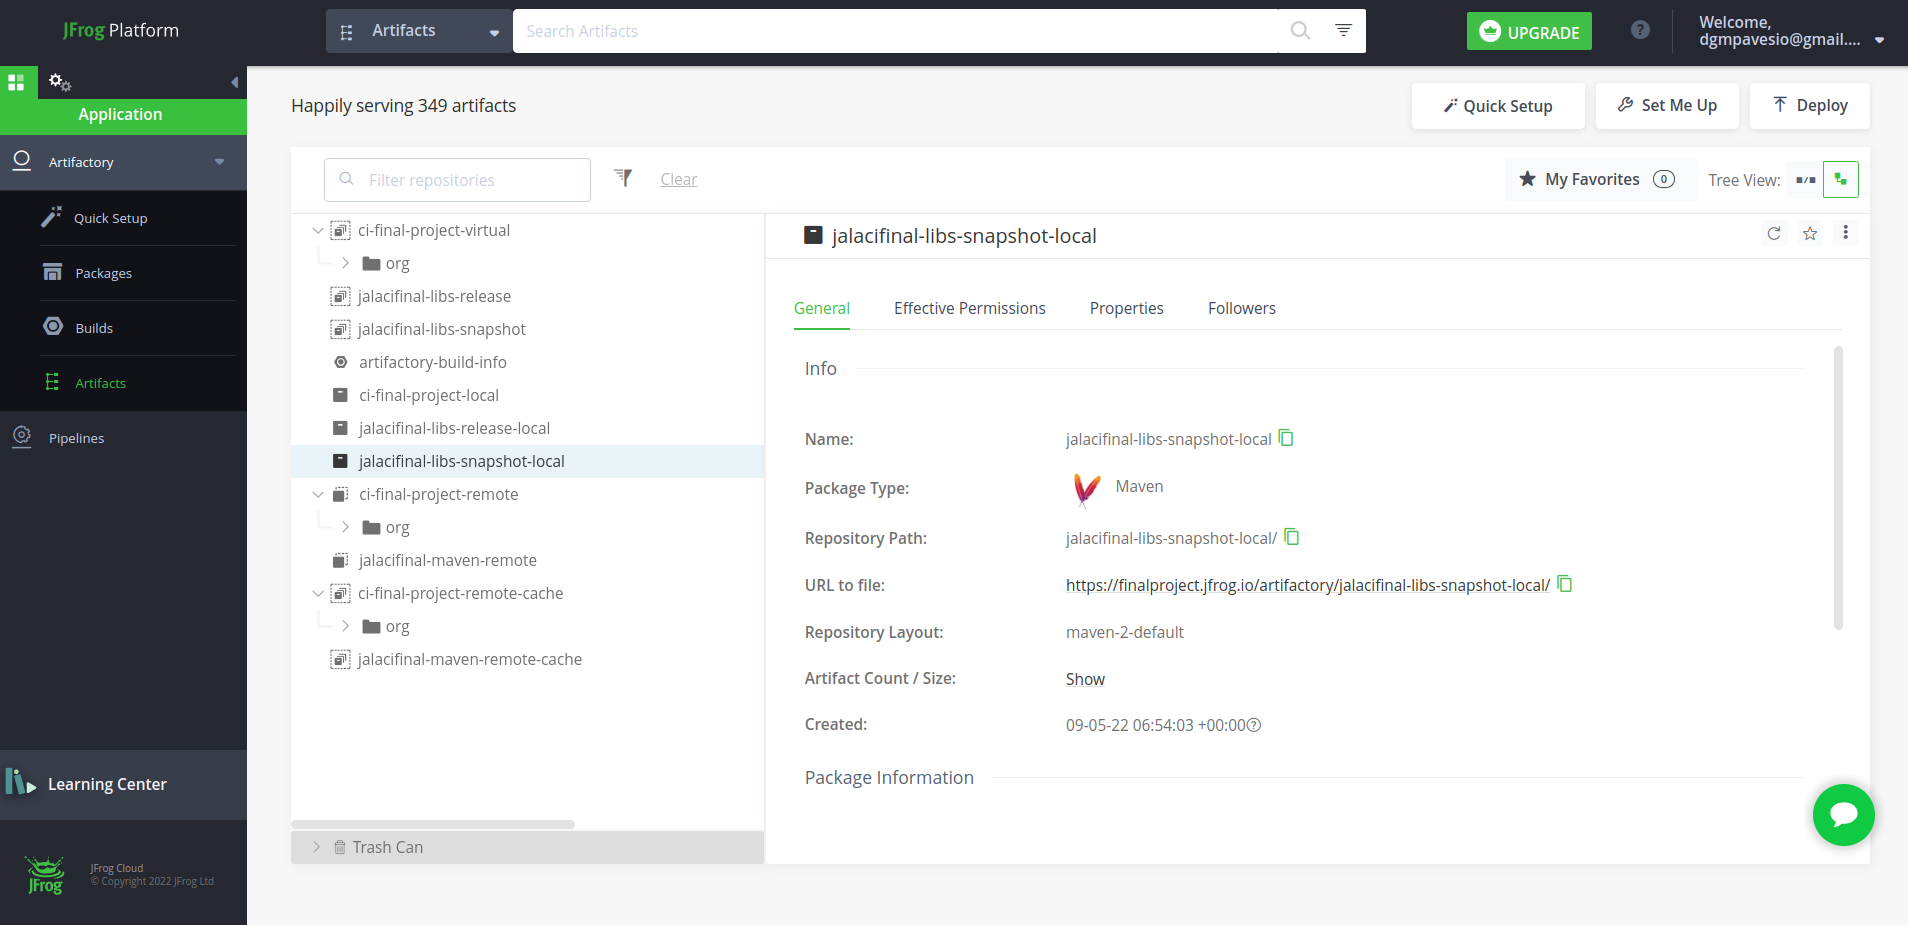 JFrog Platform
Artifacts
Search Artifacts
UPGRADE
?
Welcome,
dgmpavesio@gmail....
Application
Artifactory
Quick Setup
Packages
Builds
Artifacts
Pipelines
Learning Center
JFrog
JFrog Cloud
© Copyright 2022 JFrog Ltd
Happily serving 349 artifacts
Quick Setup
Set Me Up
Deploy
Filter repositories
Clear
My Favorites 0
Tree View:
ci-final-project-virtual
org
jalacifinal-libs-release
jalacifinal-libs-snapshot
artifactory-build-info
ci-final-project-local
jalacifinal-libs-release-local
jalacifinal-libs-snapshot-local
ci-final-project-remote
org
jalacifinal-maven-remote
ci-final-project-remote-cache
org
jalacifinal-maven-remote-cache
Trash Can
jalacifinal-libs-snapshot-local
General
Effective Permissions
Properties
Followers
Info
Name: jalacifinal-libs-snapshot-local
Package Type: Maven
Repository Path: jalacifinal-libs-snapshot-local/
URL to file: https://finalproject.jfrog.io/artifactory/jalacifinal-libs-snapshot-local/
Repository Layout: maven-2-default
Artifact Count / Size: Show
Created: 09-05-22 06:54:03 +00:00?
Package Information